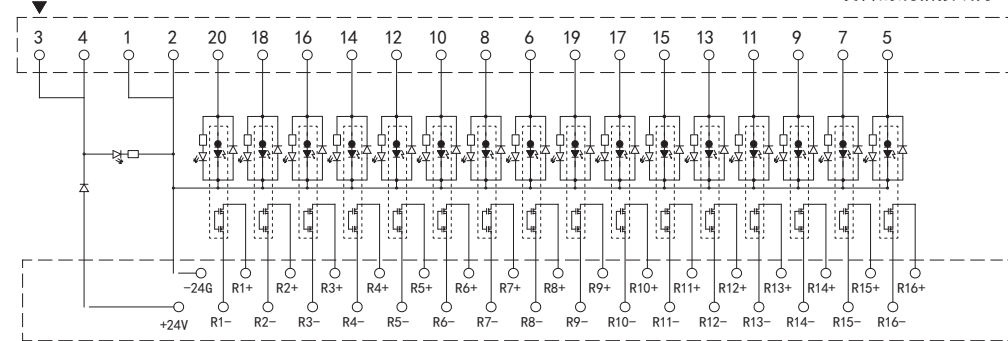 3 4 1 2 20 18 16 14 12 10 8 6 19 17 15 13 11 9 7 5
-24G R1+ R2+ R3+ R4+ R5+ R6+ R7+ R8+ R9+ R10+ R11+ R12+ R13+ R14+ R15+ R16+
+24V R1- R2- R3- R4- R5- R6- R7- R8- R9- R10- R11- R12- R13- R14- R15- R16-